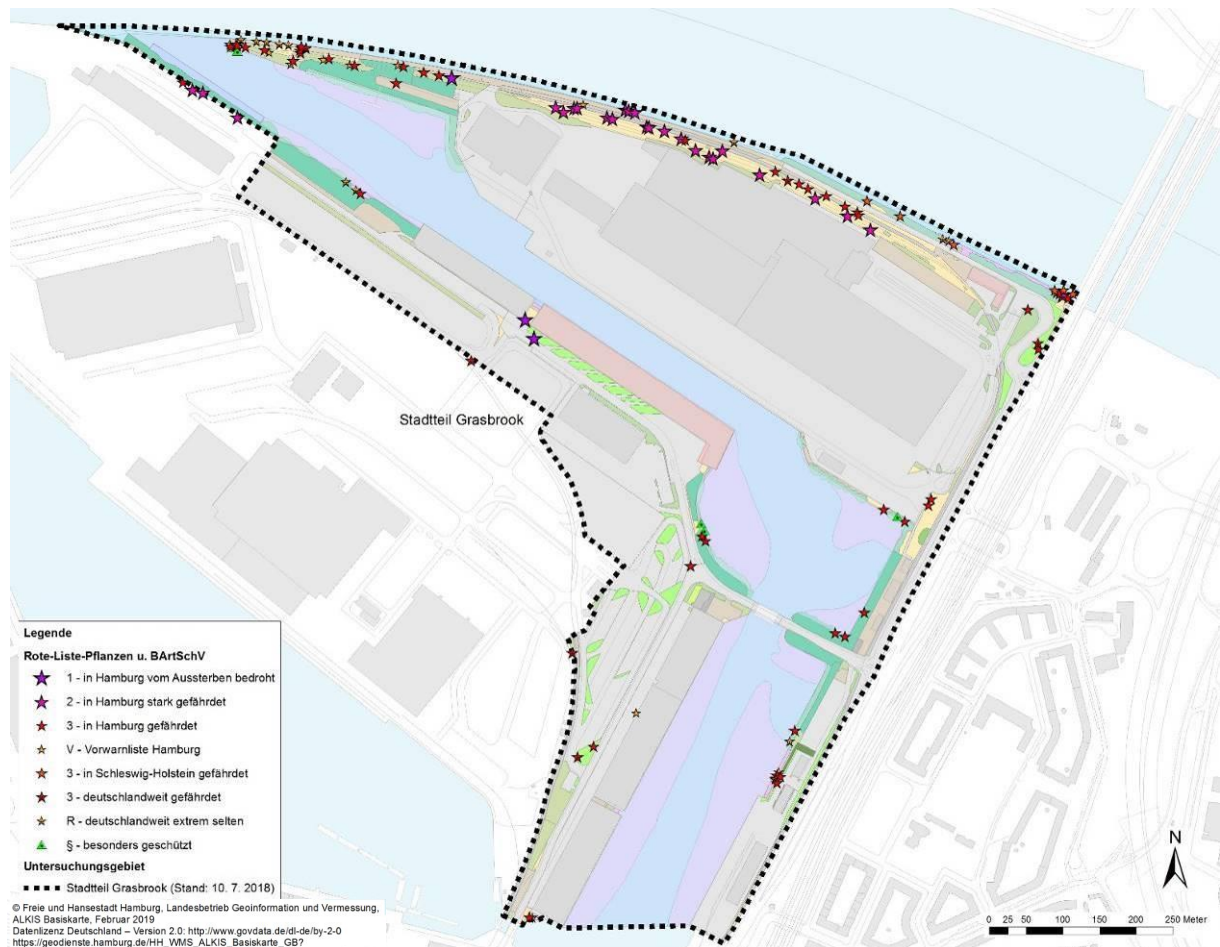 Stadtteil Grasbrook
Legende
Rote-Liste-Pflanzen u. BArtSchV
1 - in Hamburg vom Aussterben bedroht
2 - in Hamburg stark gefährdet
3 - in Hamburg gefährdet
V - Vorwarnliste Hamburg
3 - in Schleswig-Holstein gefährdet
3 - deutschlandweit gefährdet
R - deutschlandweit extrem selten
§ - besonders geschützt
Untersuchungsgebiet
Stadtteil Grasbrook (Stand: 10. 7. 2018)
© Freie und Hansestadt Hamburg, Landesbetrieb Geoinformation und Vermessung,
ALKIS Basiskarte, Februar 2019
Datenlizenz Deutschland – Version 2.0: http://www.govdata.de/dl-de/by-2-0
https://geodienste.hamburg.de/HH_WMS_ALKIS_Basiskarte_GB?
N
0 25 50 100 150 200 250 Meter